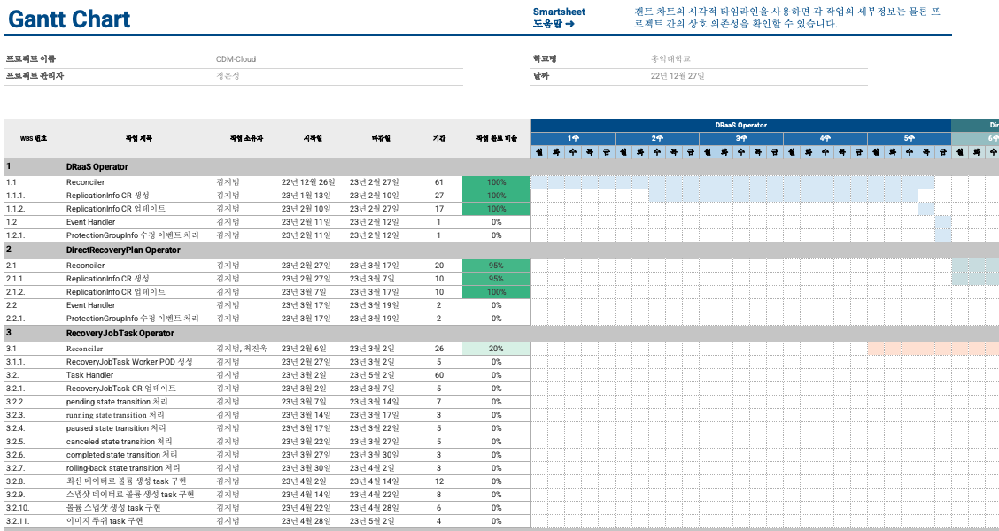 Gantt Chart
Smartsheet 도움말 ➜
갠트 차트의 시각적 타임라인을 사용하면 각 작업의 세부정보는 물론 프
로젝트 간의 상호 의존성을 확인할 수 있습니다.
프로젝트 이름 CDM-Cloud 학교명 홍익대학교
프로젝트 관리자 정은성 날짜 22년 12월 27일
WBS 번호 작업 제목 작업 소유자 시작일 마감일 기간 작업 완료 비율
DRaaS Operator Dir
1주 2주 3주 4주 5주 6주
월 화 수 목 금 월 화 수 목 금 월 화 수 목 금 월 화 수 목 금 월 화 수 목 금 월 화 수
1 DRaaS Operator
1.1 Reconciler 김지범 22년 12월 26일 23년 2월 27일 61 100%
1.1.1. ReplicationInfo CR 생성 김지범 23년 1월 13일 23년 2월 10일 27 100%
1.1.2. ReplicationInfo CR 업데이트 김지범 23년 2월 10일 23년 2월 27일 17 100%
1.2 Event Handler 김지범 23년 2월 11일 23년 2월 12일 1 0%
1.2.1. ProtectionGroupInfo 수정 이벤트 처리 김지범 23년 2월 11일 23년 2월 12일 1 0%
2 DirectRecoveryPlan Operator
2.1 Reconciler 김지범 23년 2월 27일 23년 3월 17일 20 95%
2.1.1. ReplicationInfo CR 생성 김지범 23년 2월 27일 23년 3월 7일 10 95%
2.1.2. ReplicationInfo CR 업데이트 김지범 23년 3월 7일 23년 3월 17일 10 100%
2.2 Event Handler 김지범 23년 3월 17일 23년 3월 19일 2 0%
2.2.1. ProtectionGroupInfo 수정 이벤트 처리 김지범 23년 3월 17일 23년 3월 19일 2 0%
3 RecoveryJobTask Operator
3.1 Reconciler 김지범, 최진욱 23년 2월 6일 23년 3월 2일 26 20%
3.1.1. RecoveryJobTask Worker POD 생성 김지범 23년 2월 27일 23년 3월 2일 5 0%
3.2. Task Handler 김지범 23년 3월 2일 23년 5월 2일 60 0%
3.2.1. RecoveryJobTask CR 업데이트 김지범 23년 3월 2일 23년 3월 7일 5 0%
3.2.2. pending state transition 처리 김지범 23년 3월 7일 23년 3월 14일 7 0%
3.2.3. running state transition 처리 김지범 23년 3월 14일 23년 3월 17일 3 0%
3.2.4. paused state transition 처리 김지범 23년 3월 17일 23년 3월 22일 5 0%
3.2.5. canceled state transition 처리 김지범 23년 3월 22일 23년 3월 27일 5 0%
3.2.6. completed state transition 처리 김지범 23년 3월 27일 23년 3월 30일 3 0%
3.2.7. rolling-back state transition 처리 김지범 23년 3월 30일 23년 4월 2일 3 0%
3.2.8. 최신 데이터로 볼륨 생성 task 구현 김지범 23년 4월 2일 23년 4월 14일 12 0%
3.2.9. 스냅샷 데이터로 볼륨 생성 task 구현 김지범 23년 4월 14일 23년 4월 22일 8 0%
3.2.10. 볼륨 스냅샷 생성 task 구현 김지범 23년 4월 22일 23년 4월 28일 6 0%
3.2.11. 이미지 푸쉬 task 구현 김지범 23년 4월 28일 23년 5월 2일 4 0%